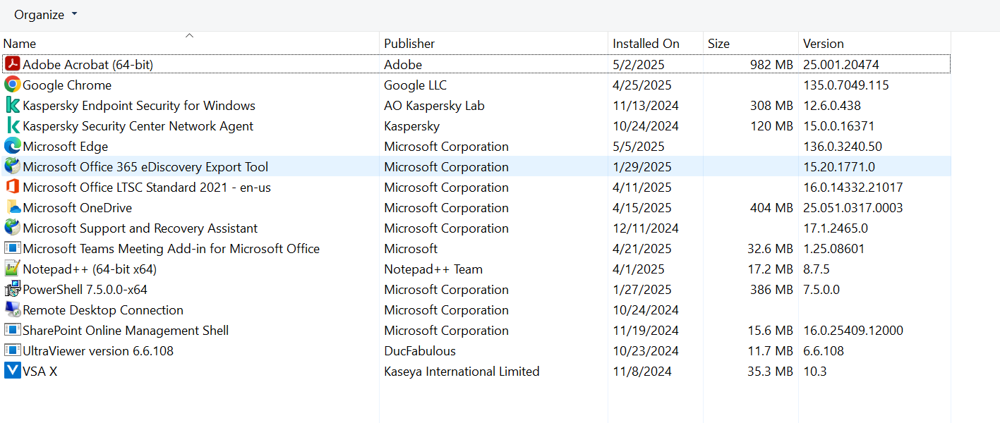 Organize
Name Publisher Installed On Size Version
Adobe Acrobat (64-bit) Adobe 5/2/2025 982 MB 25.001.20474
Google Chrome Google LLC 4/25/2025 135.0.7049.115
Kaspersky Endpoint Security for Windows AO Kaspersky Lab 11/13/2024 308 MB 12.6.0.438
Kaspersky Security Center Network Agent Kaspersky 10/24/2024 120 MB 15.0.0.16371
Microsoft Edge Microsoft Corporation 5/5/2025 136.0.3240.50
Microsoft Office 365 eDiscovery Export Tool Microsoft Corporation 1/29/2025 15.20.1771.0
Microsoft Office LTSC Standard 2021 - en-us Microsoft Corporation 4/11/2025 16.0.14332.21017
Microsoft OneDrive Microsoft Corporation 4/15/2025 404 MB 25.051.0317.0003
Microsoft Support and Recovery Assistant Microsoft Corporation 12/11/2024 17.1.2465.0
Microsoft Teams Meeting Add-in for Microsoft Office Microsoft 4/21/2025 32.6 MB 1.25.08601
Notepad++ (64-bit x64) Notepad++ Team 4/1/2025 17.2 MB 8.7.5
PowerShell 7.5.0.0-x64 Microsoft Corporation 1/27/2025 386 MB 7.5.0.0
Remote Desktop Connection Microsoft Corporation 10/24/2024
SharePoint Online Management Shell Microsoft Corporation 11/19/2024 15.6 MB 16.0.25409.12000
UltraViewer version 6.6.108 DucFabulous 10/23/2024 11.7 MB 6.6.108
VSA X Kaseya International Limited 11/8/2024 35.3 MB 10.3